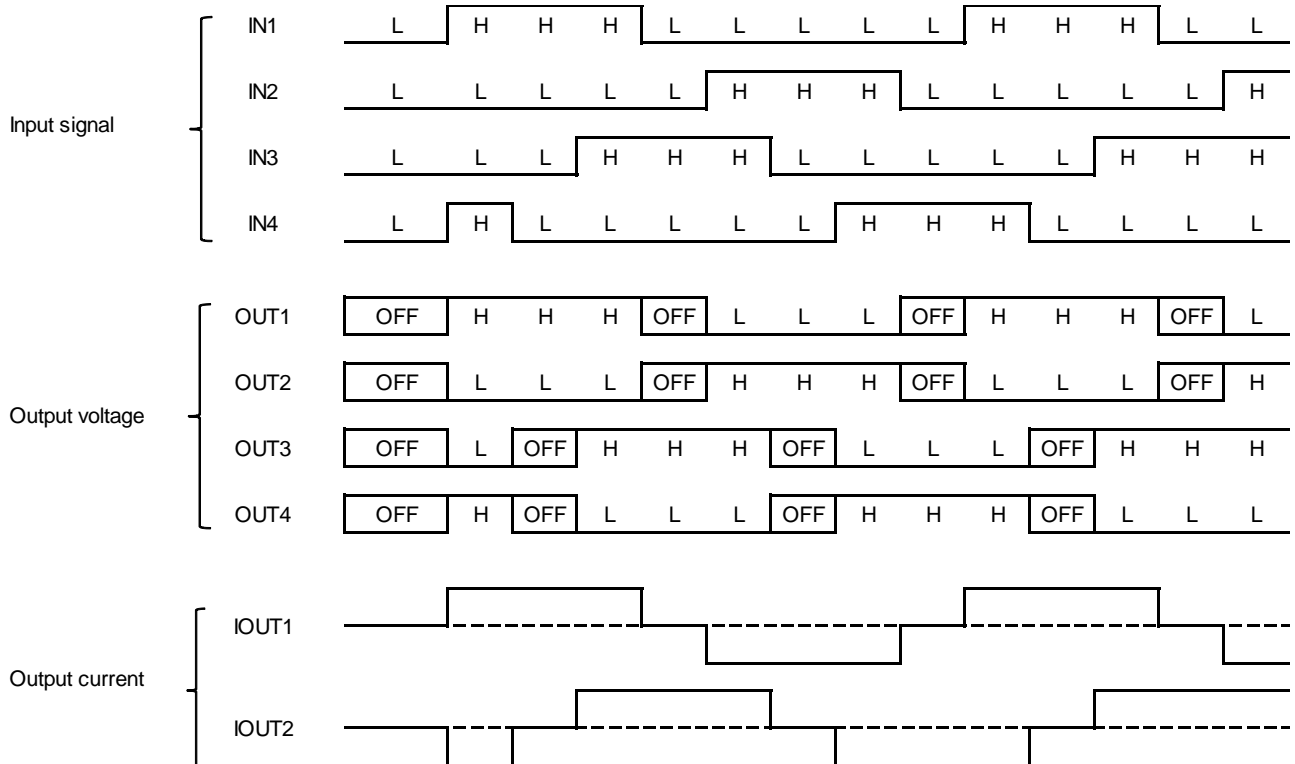 IN1 L H H H L L L L L H H H L L
IN2 L L L L L H H H L L L L L H
Input signal
IN3 L L L H H H L L L L L H H H
IN4 L H L L L L L H H H L L L L
OUT1 OFF H H H OFF L L L OFF H H H OFF L
OUT2 OFF L L L OFF H H H OFF L L L OFF H
Output voltage
OUT3 OFF L OFF H H H OFF L L L OFF H H H
OUT4 OFF H OFF L L L OFF H H H OFF L L L
IOUT1
Output current
IOUT2